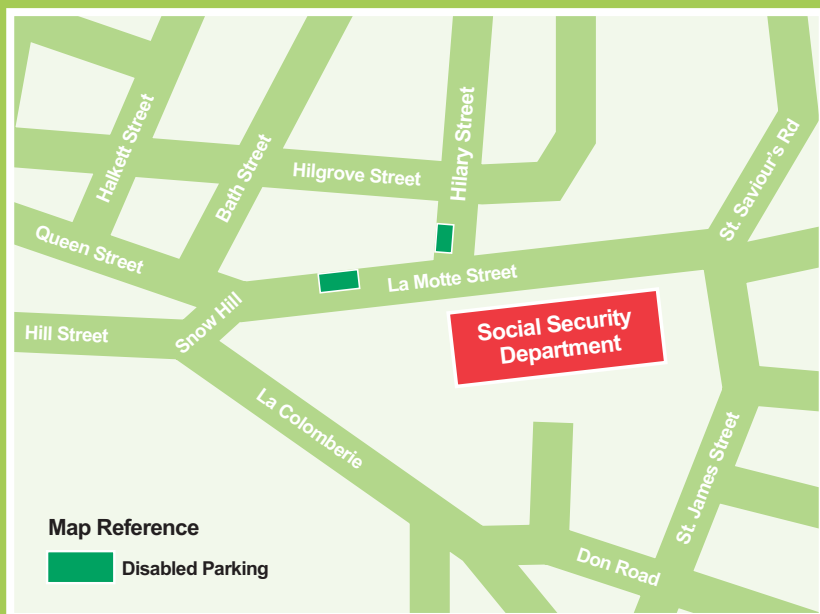 Halkett Street
Bath Street
Hilgrove Street
Hilary Street
St. Saviour's Rd
Queen Street
La Motte Street
Snow Hill
Hill Street
Social Security
Department
La Colomberie
St. James Street
Don Road
Map Reference
Disabled Parking